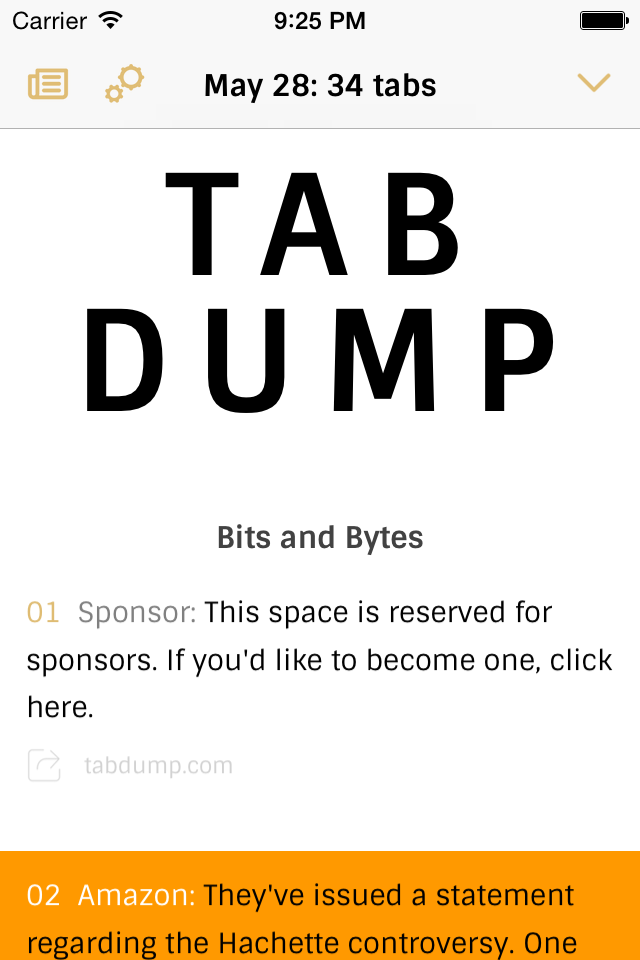 Carrier 9:25 PM
May 28: 34 tabs
TAB
DUMP
Bits and Bytes
01 Sponsor: This space is reserved for
sponsors. If you'd like to become one, click
here.
tabdump.com
02 Amazon: They've issued a statement
regarding the Hachette controversy. One